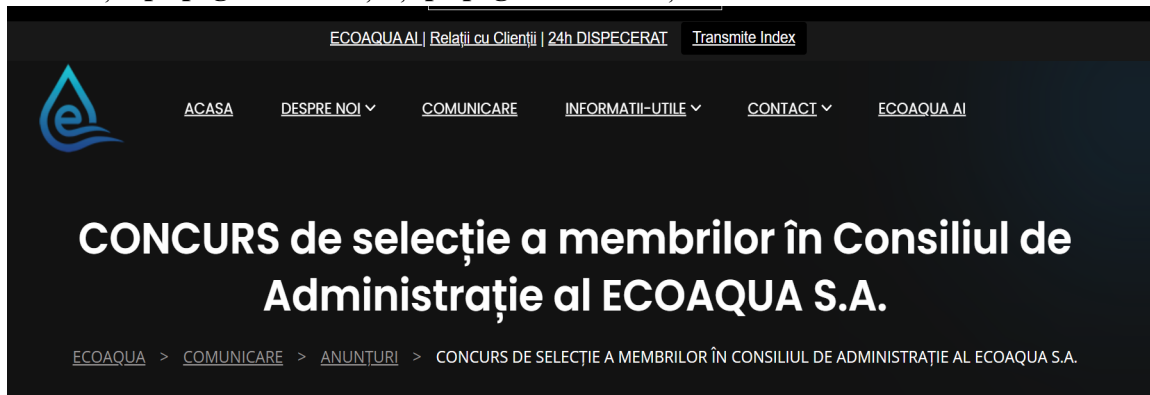 ECOAQUA AI | Relații cu Clienții | 24h DISPECERAT Transmite Index
e
ACASA DESPRE NOI COMUNICARE INFORMATII-UTILE CONTACT ECOAQUA AI
CONCURS de selecție a membrilor în Consiliul de
Administrație al ECOAQUA S.A.
ECOAQUA > COMUNICARE > ANUNȚURI > CONCURS DE SELECȚIE A MEMBRILOR ÎN CONSILIUL DE ADMINISTRAȚIE AL ECOAQUA S.A.